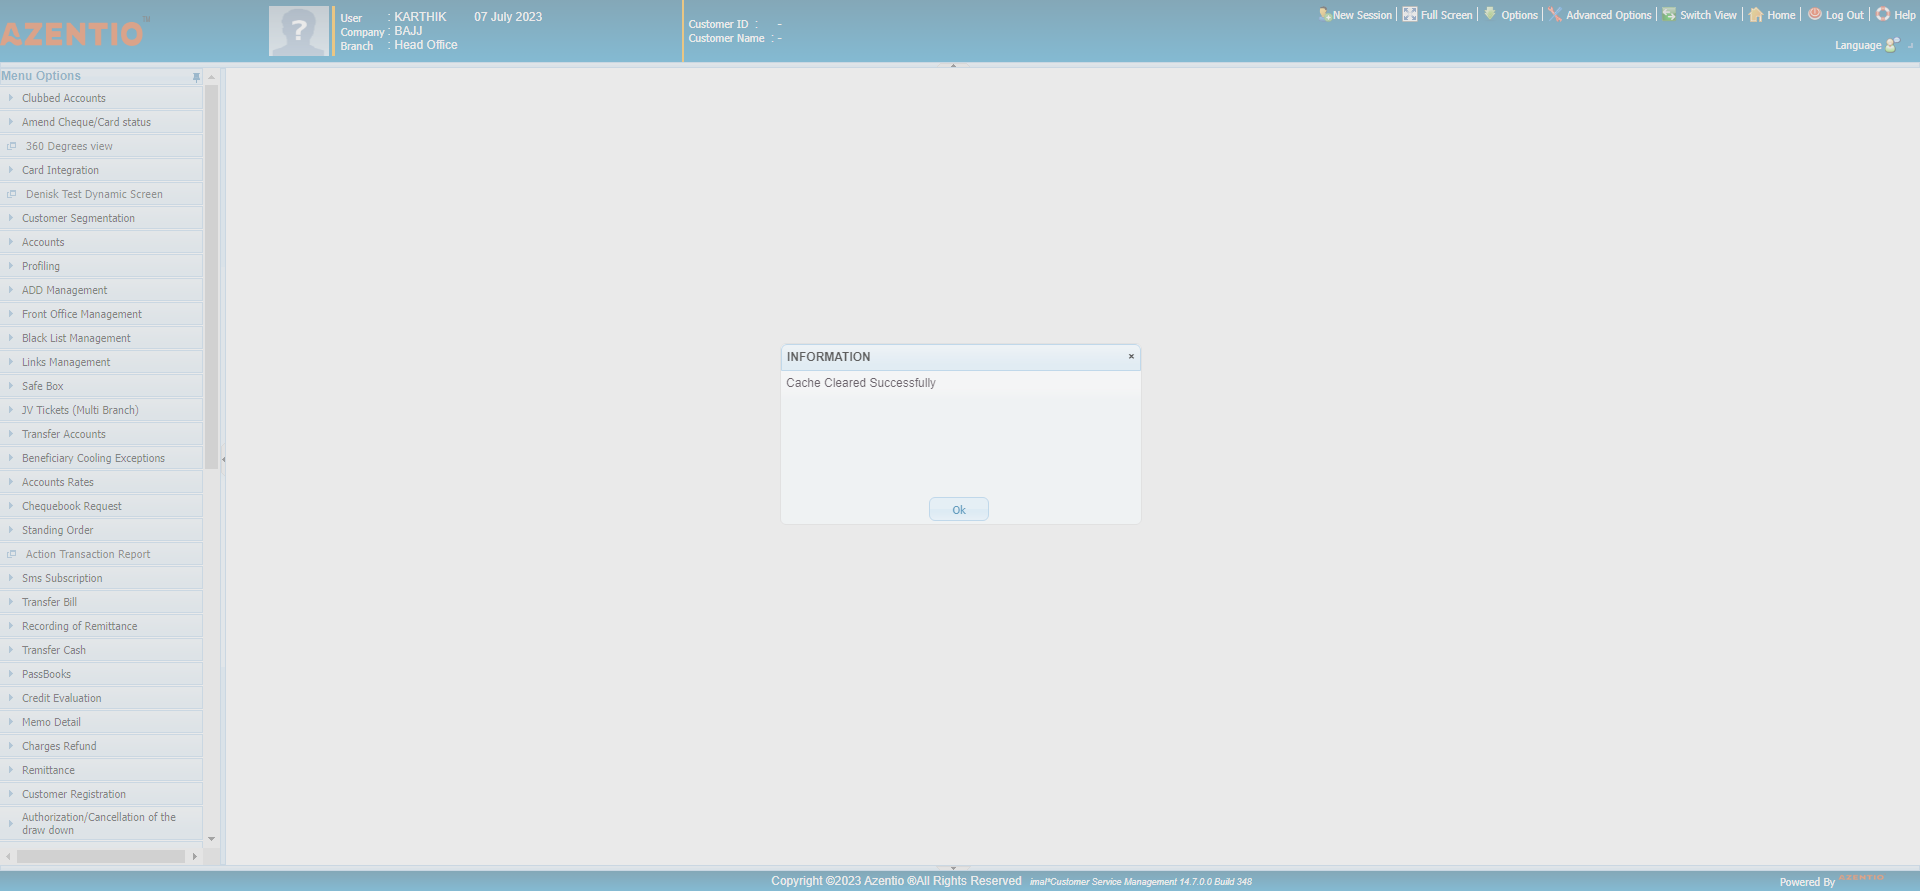 AZENTIO™
User : KARTHIK 07 July 2023
Company : BAJJ
Branch : Head Office
Customer ID : -
Customer Name : -
New Session Full Screen Options Advanced Options Switch View Home Log Out Help
Language
Menu Options
Clubbed Accounts
Amend Cheque/Card status
360 Degrees view
Card Integration
Denisk Test Dynamic Screen
Customer Segmentation
Accounts
Profiling
ADD Management
Front Office Management
Black List Management
Links Management
Safe Box
JV Tickets (Multi Branch)
Transfer Accounts
Beneficiary Cooling Exceptions
Accounts Rates
Chequebook Request
Standing Order
Action Transaction Report
Sms Subscription
Transfer Bill
Recording of Remittance
Transfer Cash
PassBooks
Credit Evaluation
Memo Detail
Charges Refund
Remittance
Customer Registration
Authorization/Cancellation of the
draw down
INFORMATION
Cache Cleared Successfully
Ok
Copyright ©2023 Azentio ®All Rights Reserved imal*Customer Service Management 14.7.0.0 Build 348
Powered By AZENTIO